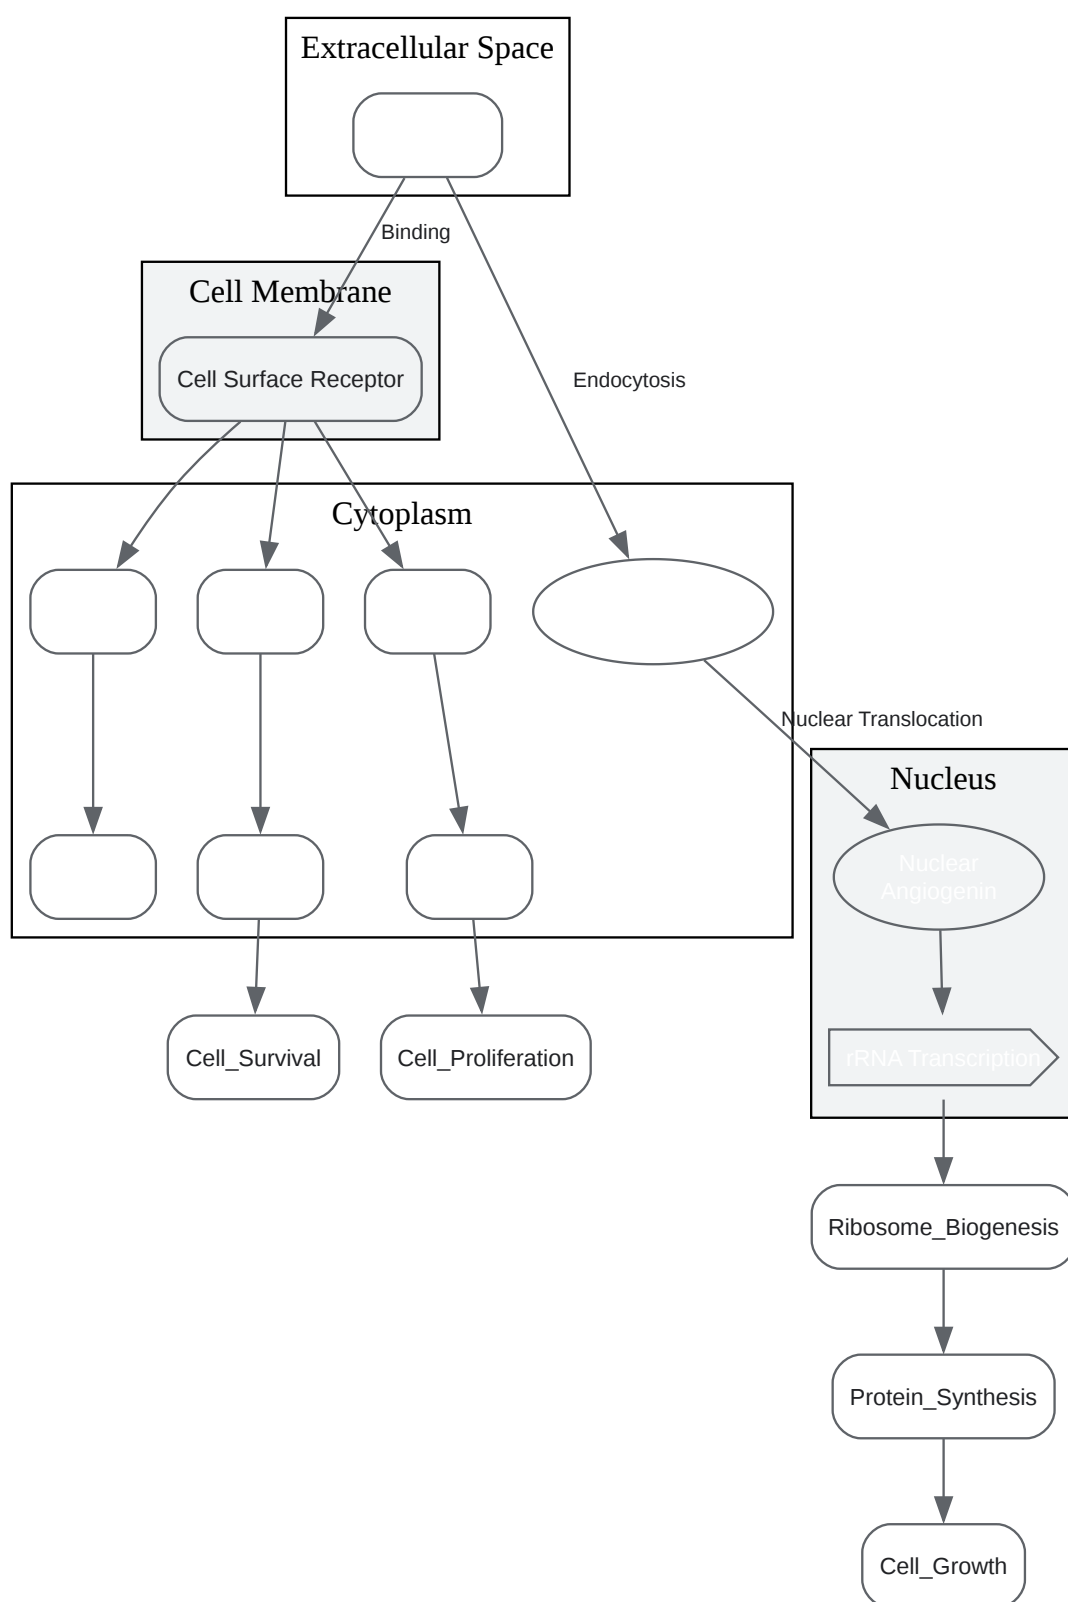 Extracellular Space
Binding
Cell Membrane
Cell Surface Receptor
Endocytosis
Cytoplasm
Nuclear Translocation
Nucleus
Nuclear
Angiogenin
rRNA Transcription
Cell_Survival
Cell_Proliferation
Ribosome_Biogenesis
Protein_Synthesis
Cell_Growth